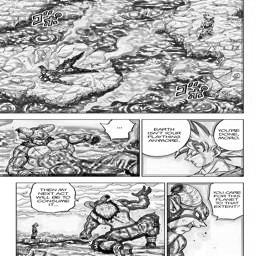 YOU'RE
DONE,
MORO.
EARTH
ISN'T YOUR
PLAYTHING
ANYMORE.
...
YOU CARE
FOR THIS
PLANET TO
THAT
EXTENT?
THEN MY
NEXT ACT
WILL BE TO
CONSUME
IT...